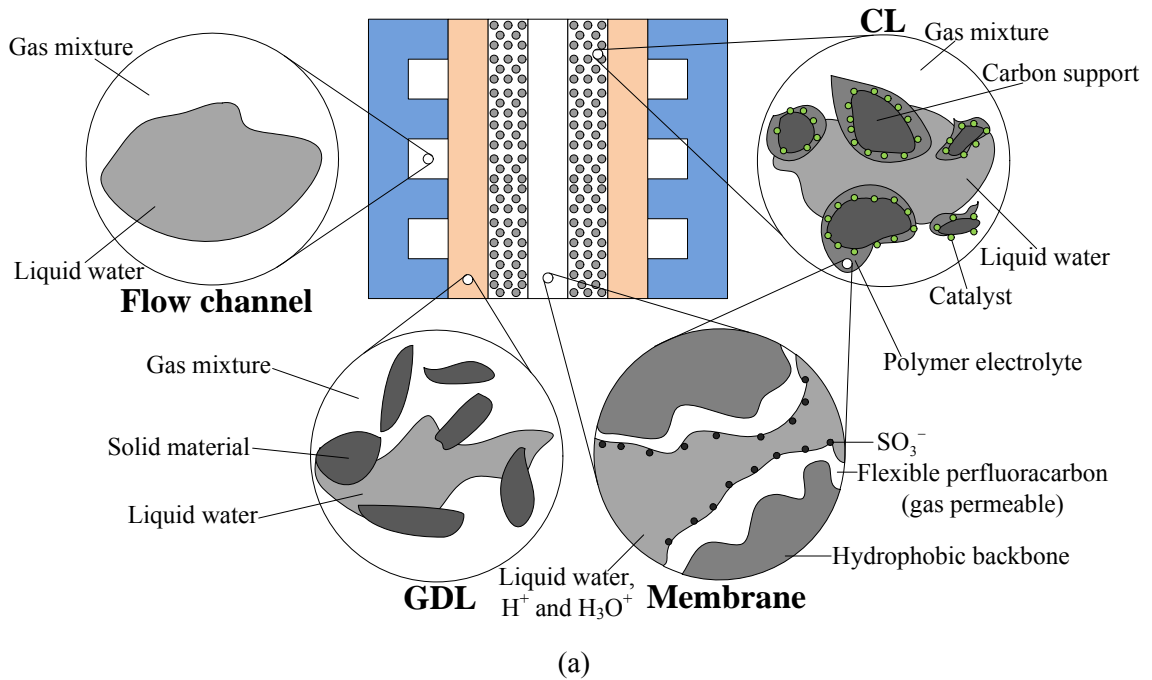 CL
Gas mixture
Gas mixture
Carbon support
Liquid water
Liquid water
Flow channel
Catalyst
Polymer electrolyte
Gas mixture
Solid material
Liquid water
SO₃⁻
Flexible perfluoracarbon
(gas permeable)
Hydrophobic backbone
Liquid water,
H⁺ and H₃O⁺
GDL
Membrane
(a)